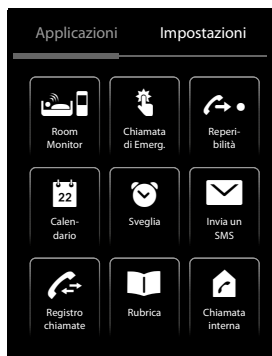 Applicazioni Impostazioni
Room Chiamata Reperi-
Monitor di Emerg. bilità
22
Calen- Sveglia Invia un
dario SMS
Registro Rubrica Chiamata
chiamate interna